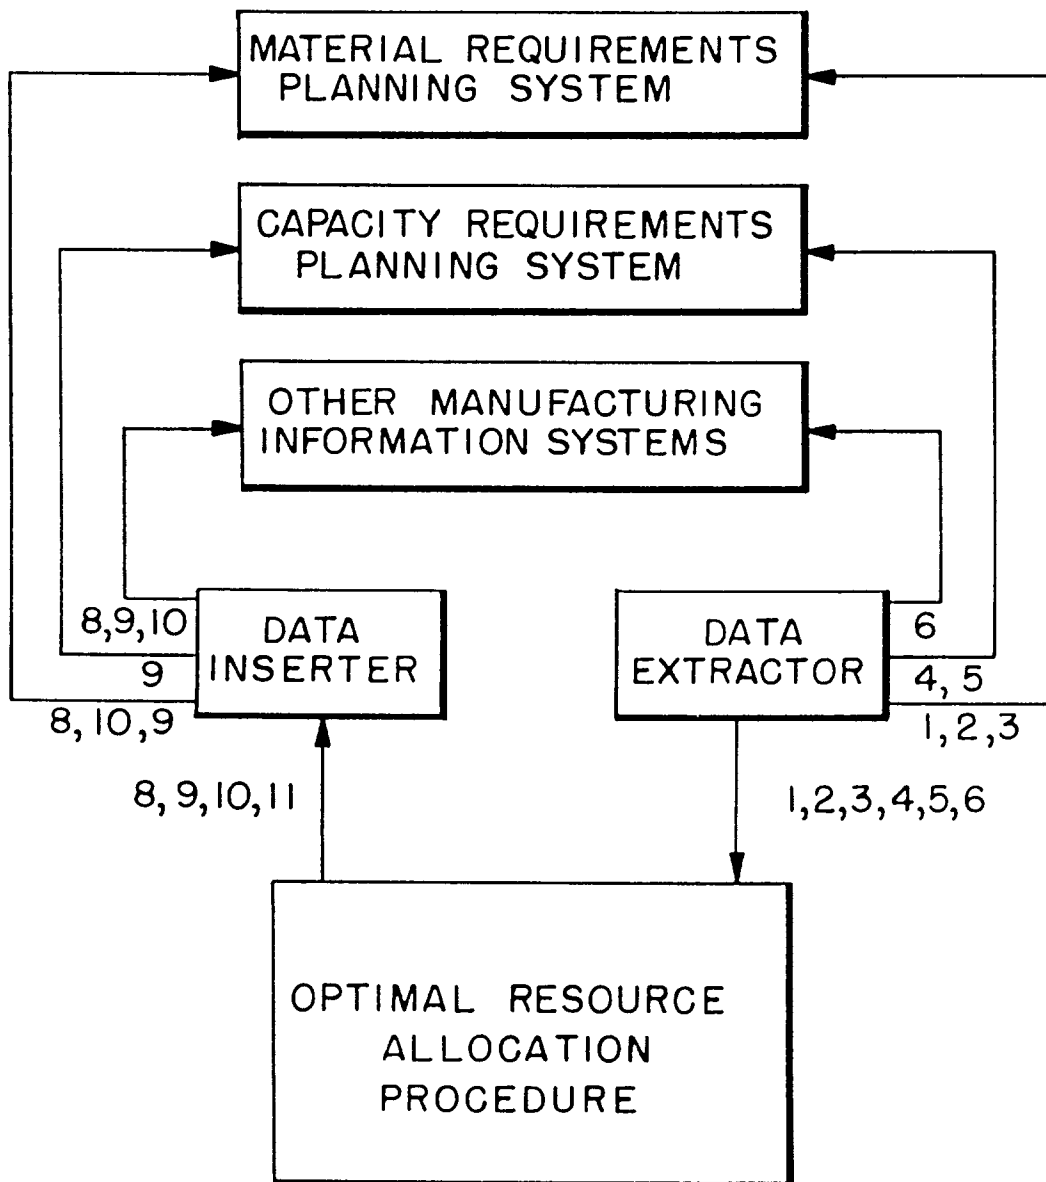 MATERIAL REQUIREMENTS
PLANNING SYSTEM
CAPACITY REQUIREMENTS
PLANNING SYSTEM
OTHER MANUFACTURING
INFORMATION SYSTEMS
8,9,10
9
8,10,9
DATA
INSERTER
DATA
EXTRACTOR
6
4, 5
1, 2,3
8, 9,10,11
1,2,3,4,5,6
OPTIMAL RESOURCE
ALLOCATION
PROCEDURE